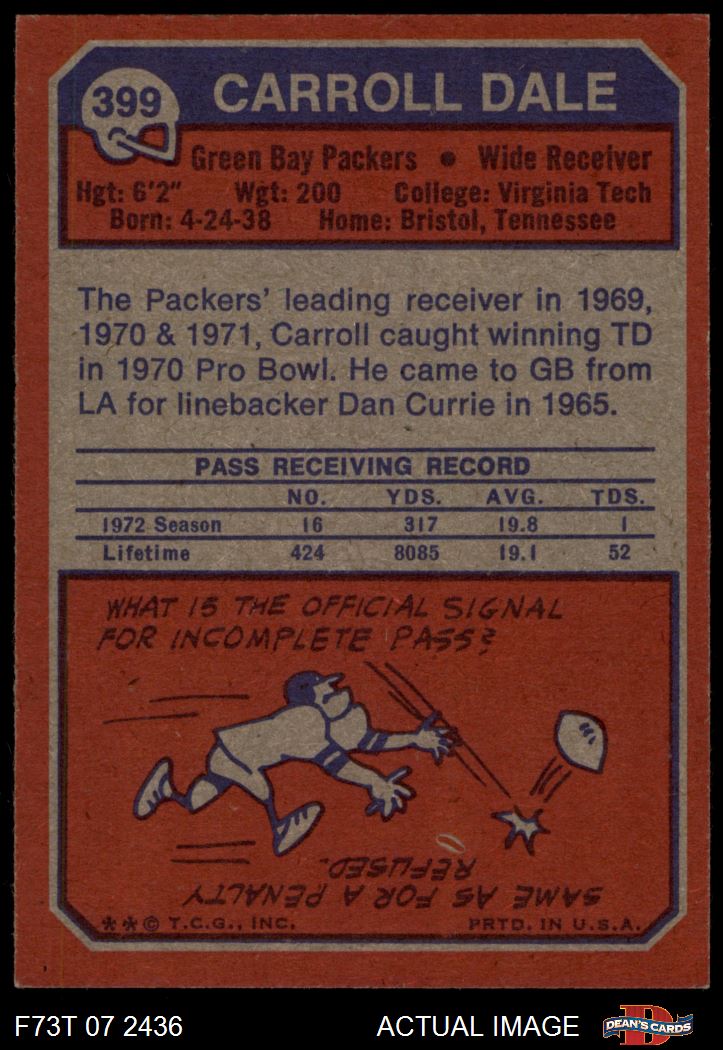 399
CARROLL DALE
Green Bay Packers • Wide Receiver
Hgt: 6'2" Wgt: 200 College: Virginia Tech
Born: 4-24-38 Home: Bristol, Tennessee
The Packers' leading receiver in 1969,
1970 & 1971, Carroll caught winning TD
in 1970 Pro Bowl. He came to GB from
LA for linebacker Dan Currie in 1965.
PASS RECEIVING RECORD
NO. YDS. AVG. TDS.
1972 Season 16 317 19.8 1
Lifetime 424 8085 19.1 52
WHAT IS THE OFFICIAL SIGNAL
FOR INCOMPLETE PASS?
SAME AS FOR A PENALTY
REFUSED.
**© T.C.G., INC. PRTD. IN U.S.A.
F73T 07 2436 ACTUAL IMAGE
D
DEAN'S CARDS